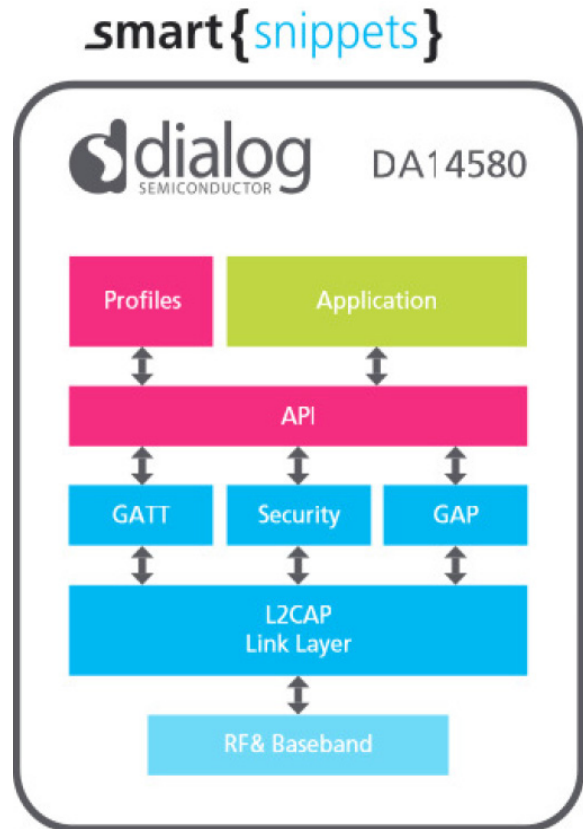 smart{snippets}
dialog
SEMICONDUCTOR
DA14580
Profiles
Application
API
GATT
Security
GAP
L2CAP
Link Layer
RF& Baseband